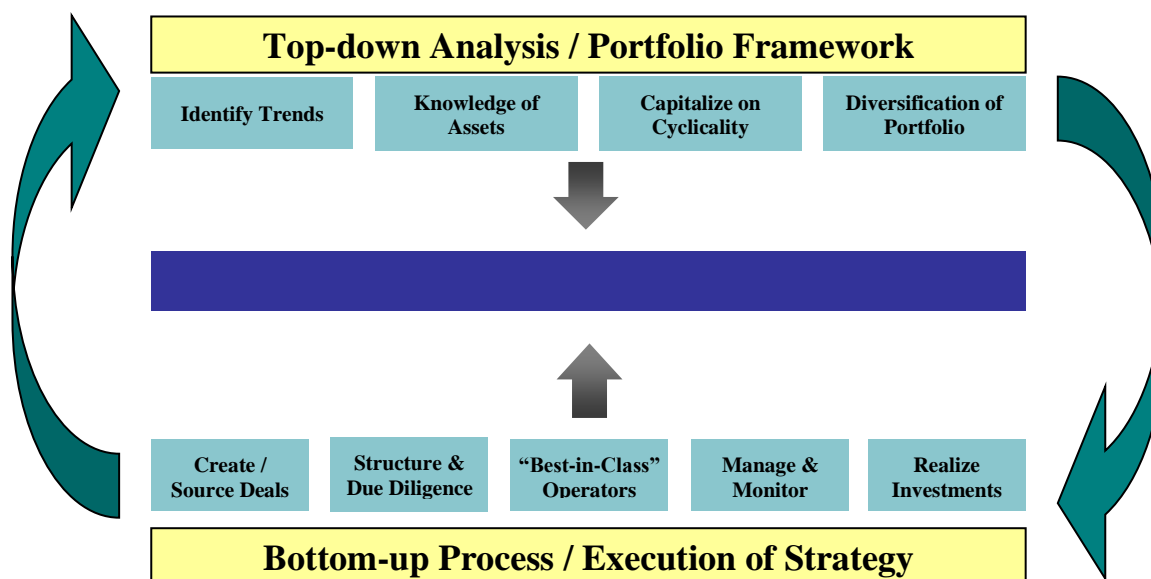 Top-down Analysis / Portfolio Framework
Identify Trends
Knowledge of
Assets
Capitalize on
Cyclicality
Diversification of
Portfolio
Create /
Source Deals
Structure &
Due Diligence
“Best-in-Class”
Operators
Manage &
Monitor
Realize
Investments
Bottom-up Process / Execution of Strategy